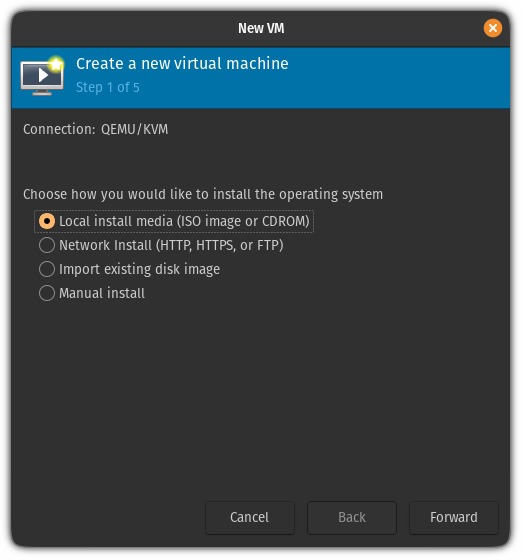 New VM
Create a new virtual machine
Step 1 of 5
Connection: QEMU/KVM
Choose how you would like to install the operating system
Local install media (ISO image or CDROM)
Network Install (HTTP, HTTPS, or FTP)
Import existing disk image
Manual install
Cancel Back Forward